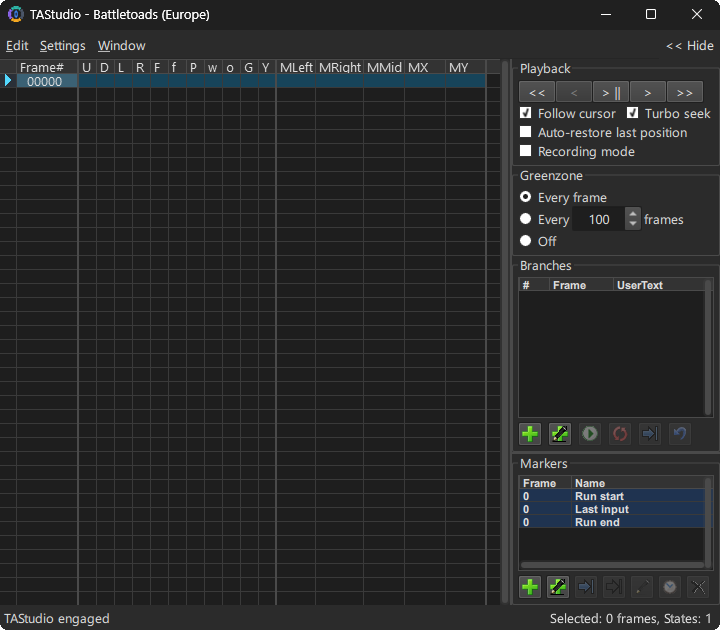 TAStudio - Battletoads (Europe)
Edit Settings Window << Hide
Frame# U D L R F f P w o G Y MLeft MRight MMid MX MY
00000
Playback
<< < > || > >>
Follow cursor Turbo seek
Auto-restore last position
Recording mode
Greenzone
Every frame
Every 100 frames
Off
Branches
# Frame UserText
Markers
Frame Name
0 Run start
0 Last input
0 Run end
TAStudio engaged Selected: 0 frames, States: 1